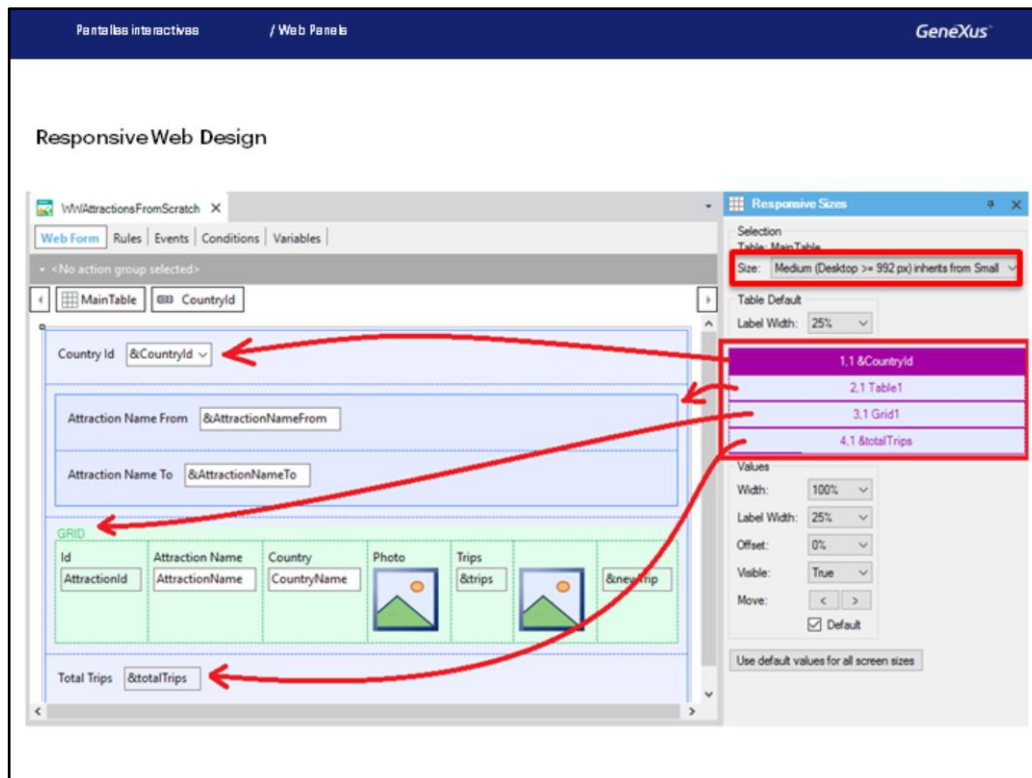 Pantallas interactivas / Web Panels GeneXus
Responsive Web Design
WWAttractionsFromScratch
Web Form Rules Events Conditions Variables
<No action group selected>
MainTable CountryId
Country Id &CountryId
Attraction Name From &AttractionNameFrom
Attraction Name To &AttractionNameTo
GRID
Id Attraction Name Country Photo Trips
AttractionId AttractionName CountryName &trips &newTrip
Total Trips &totalTrips
Responsive Sizes
Selection
Table: MainTable
Size: Medium (Desktop >= 992 px) inherits from Small
Table Default
Label Width: 25%
1,1 &CountryId
2,1 Table1
3,1 Grid1
4,1 &totalTrips
Values
Width: 100%
Label Width: 25%
Offset: 0%
Visible: True
Move: < >
Default
Use default values for all screen sizes